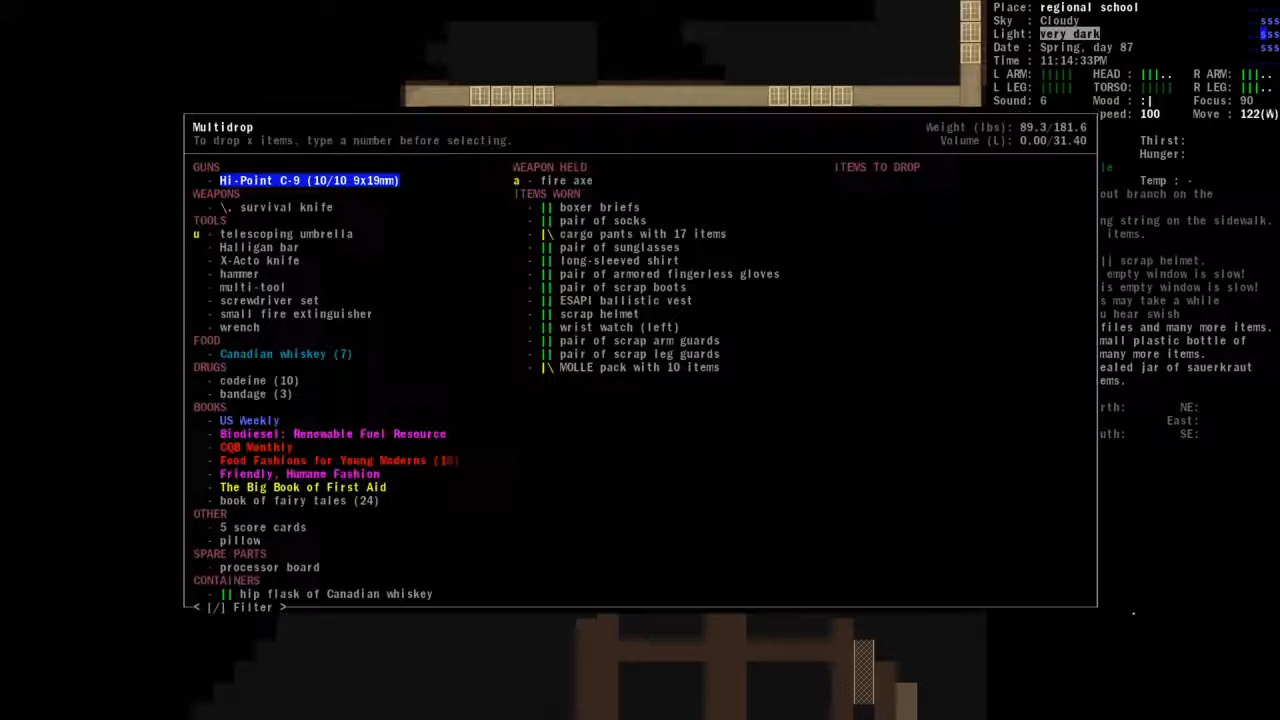 Place: regional school
Sky : Cloudy
Light: very dark
Date : Spring, day 87
Time : 11:14:33PM
L ARM: ||||| HEAD : |||.. R ARM: |||..
L LEG: ||||| TORSO: ||||| R LEG: |||..
Sound: 6 Mood : :| Focus: 90
peed: 100 Move : 122(W)
..sss
..sss
..sss
Multidrop
To drop x items, type a number before selecting.
Weight (lbs): 89.3/181.6
Volume (L): 0.00/31.40
GUNS
- Hi-Point C-9 (10/10 9x19mm)
WEAPONS
- \. survival knife
TOOLS
u - telescoping umbrella
- Halligan bar
- X-Acto knife
- hammer
- multi-tool
- screwdriver set
- small fire extinguisher
- wrench
FOOD
- Canadian whiskey (7)
DRUGS
- codeine (10)
- bandage (3)
BOOKS
- US Weekly
- Biodiesel: Renewable Fuel Resource
- CQB Monthly
- Food Fashions for Young Moderns (18)
- Friendly, Humane Fashion
- The Big Book of First Aid
- book of fairy tales (24)
OTHER
- 5 score cards
- pillow
SPARE PARTS
- processor board
CONTAINERS
- || hip flask of Canadian whiskey
< [/] Filter >
WEAPON HELD
a - fire axe
ITEMS WORN
- || boxer briefs
- || pair of socks
- |\ cargo pants with 17 items
- || pair of sunglasses
- || long-sleeved shirt
- || pair of armored fingerless gloves
- || pair of scrap boots
- || ESAPI ballistic vest
- || scrap helmet
- || wrist watch (left)
- || pair of scrap arm guards
- || pair of scrap leg guards
- |\ MOLLE pack with 10 items
ITEMS TO DROP
Thirst:
Hunger:
le
Temp : -
out branch on the
ng string on the sidewalk.
items.
|| scrap helmet.
empty window is slow!
is empty window is slow!
s may take a while
u hear swish
files and many more items.
mall plastic bottle of
many more items.
ealed jar of sauerkraut
ems.
rth: NE:
East:
uth: SE: